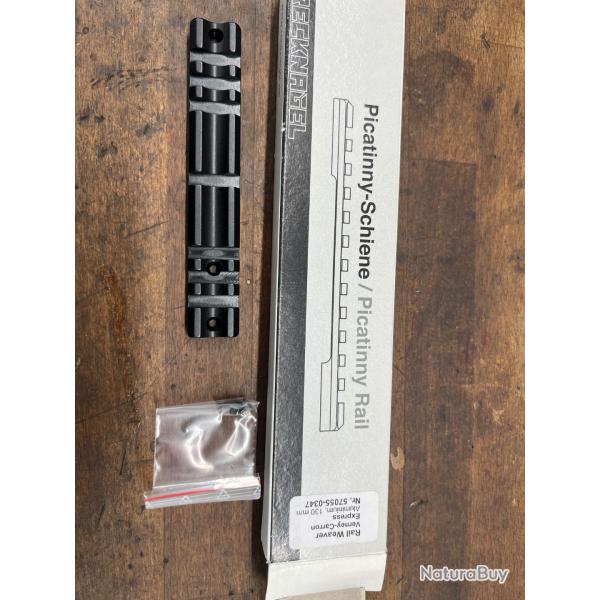 RECKNAGEL
Picatinny-Schiene / Picatinny Rail
Rail Weaver
Verney-Carron
Express
Aluminium, 130 mm
Nr. 57055-0347
NaturaBuy